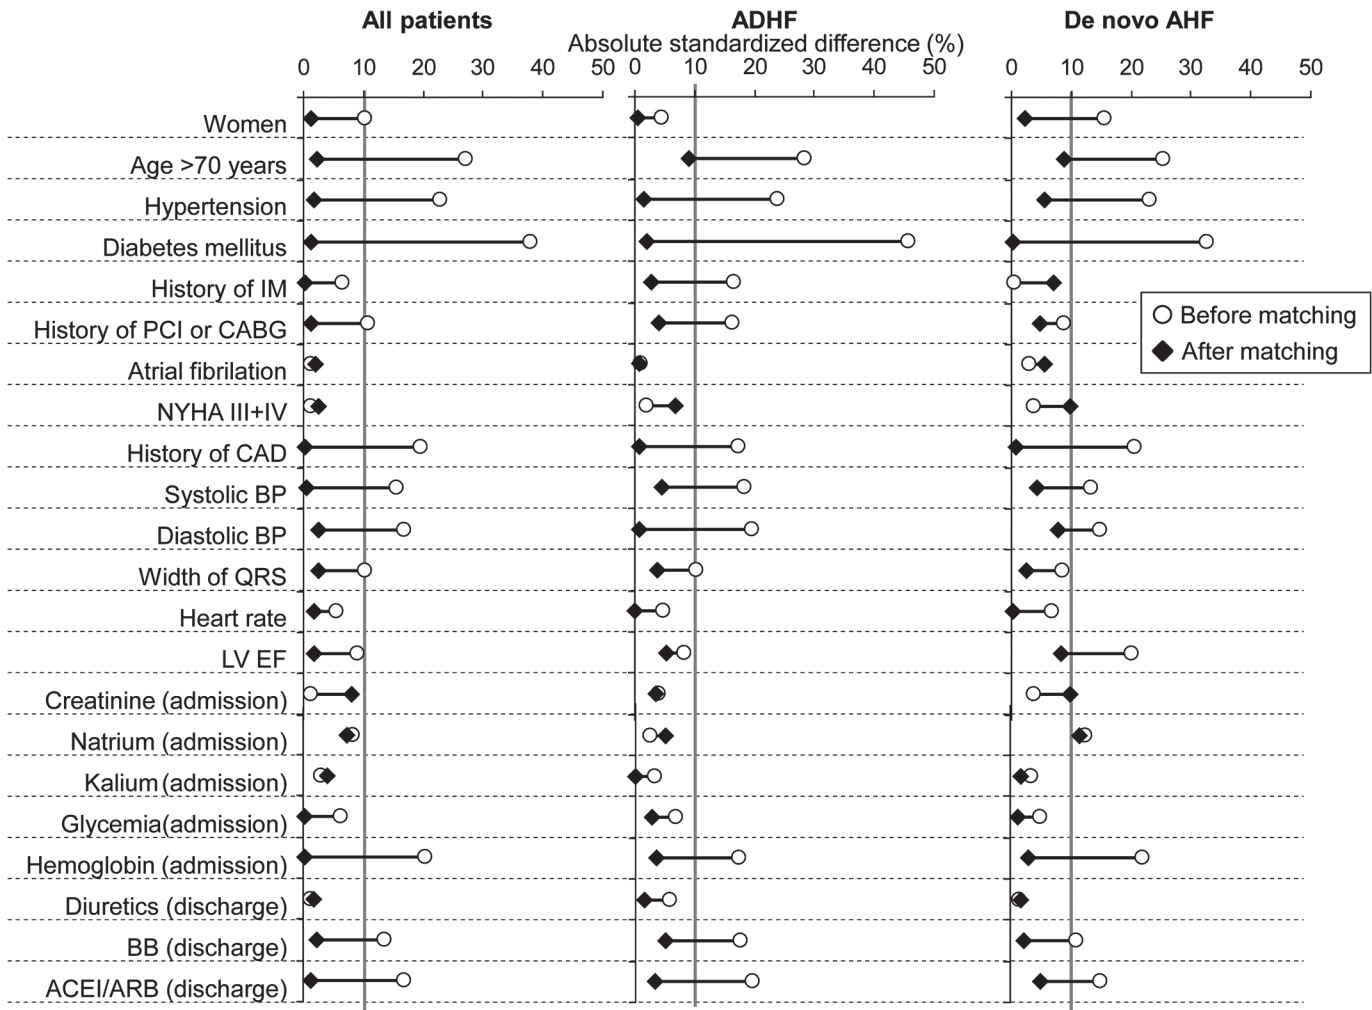 All patients ADHF De novo AHF
Absolute standardized difference (%)
0 10 20 30 40 50 0 10 20 30 40 50 0 10 20 30 40 50
Women
Age >70 years
Hypertension
Diabetes mellitus
History of IM
History of PCI or CABG
Atrial fibrilation
NYHA III+IV
History of CAD
Systolic BP
Diastolic BP
Width of QRS
Heart rate
LV EF
Creatinine (admission)
Natrium (admission)
Kalium (admission)
Glycemia(admission)
Hemoglobin (admission)
Diuretics (discharge)
BB (discharge)
ACEI/ARB (discharge)
Before matching
After matching